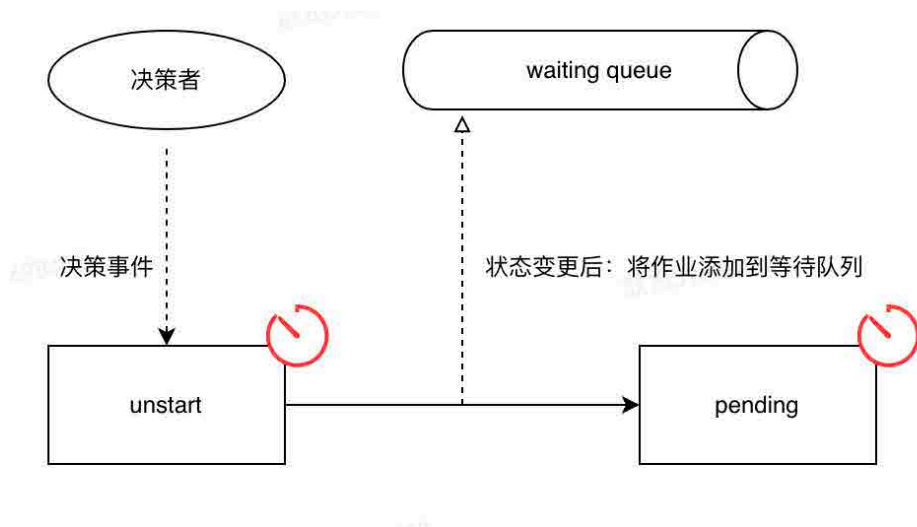 决策者
waiting queue
决策事件
状态变更后：将作业添加到等待队列
unstart
pending